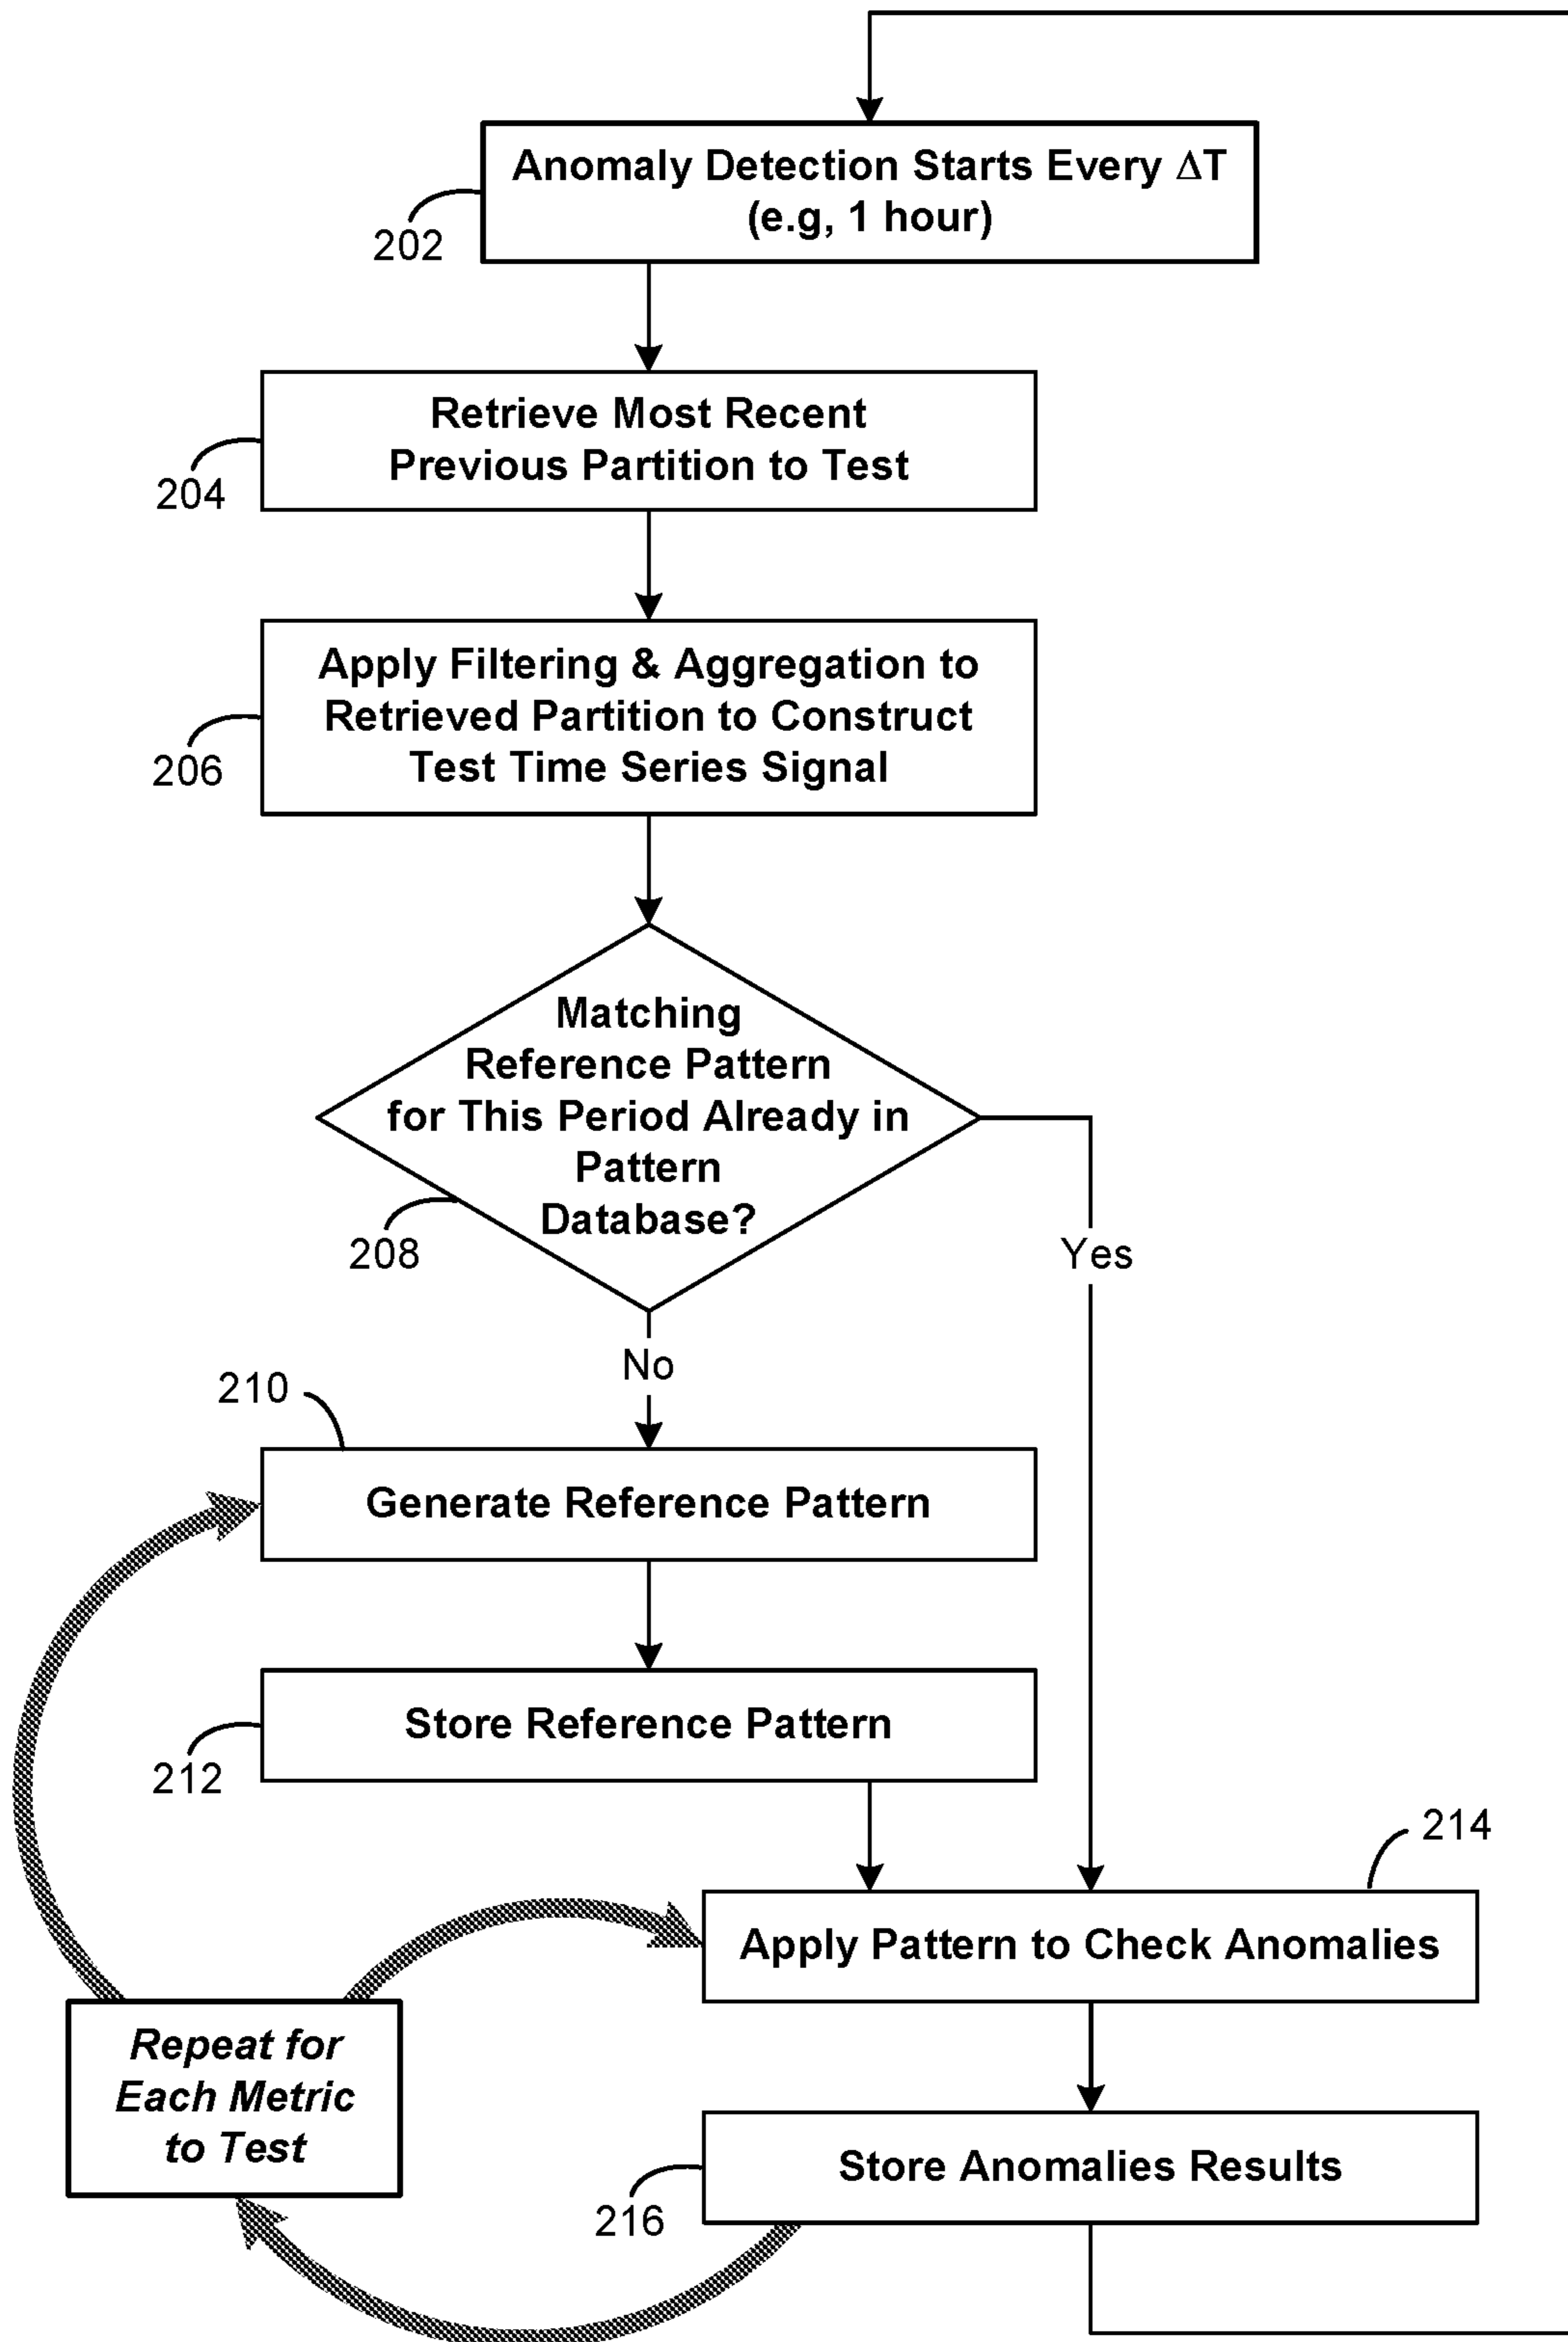 Anomaly Detection Starts Every ΔT
(e.g, 1 hour)
202
Retrieve Most Recent
Previous Partition to Test
204
Apply Filtering & Aggregation to
Retrieved Partition to Construct
Test Time Series Signal
206
Matching
Reference Pattern
for This Period Already in
Pattern
Database?
208
Yes
No
210
Generate Reference Pattern
Store Reference Pattern
212
214
Apply Pattern to Check Anomalies
Repeat for
Each Metric
to Test
Store Anomalies Results
216